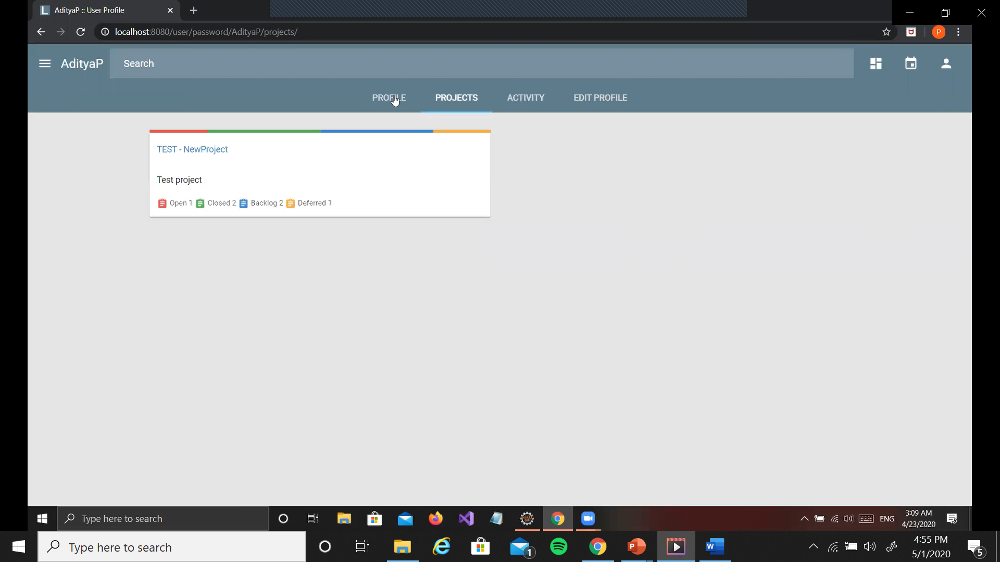 L AdityaP :: User Profile
localhost:8080/user/password/AdityaP/projects/
P
AdityaP Search
PROFILE PROJECTS ACTIVITY EDIT PROFILE
TEST - NewProject
Test project
Open 1 Closed 2 Backlog 2 Deferred 1
Type here to search
ENG
3:09 AM
4/23/2020
Type here to search
1
P
W
4:55 PM
5/1/2020
5